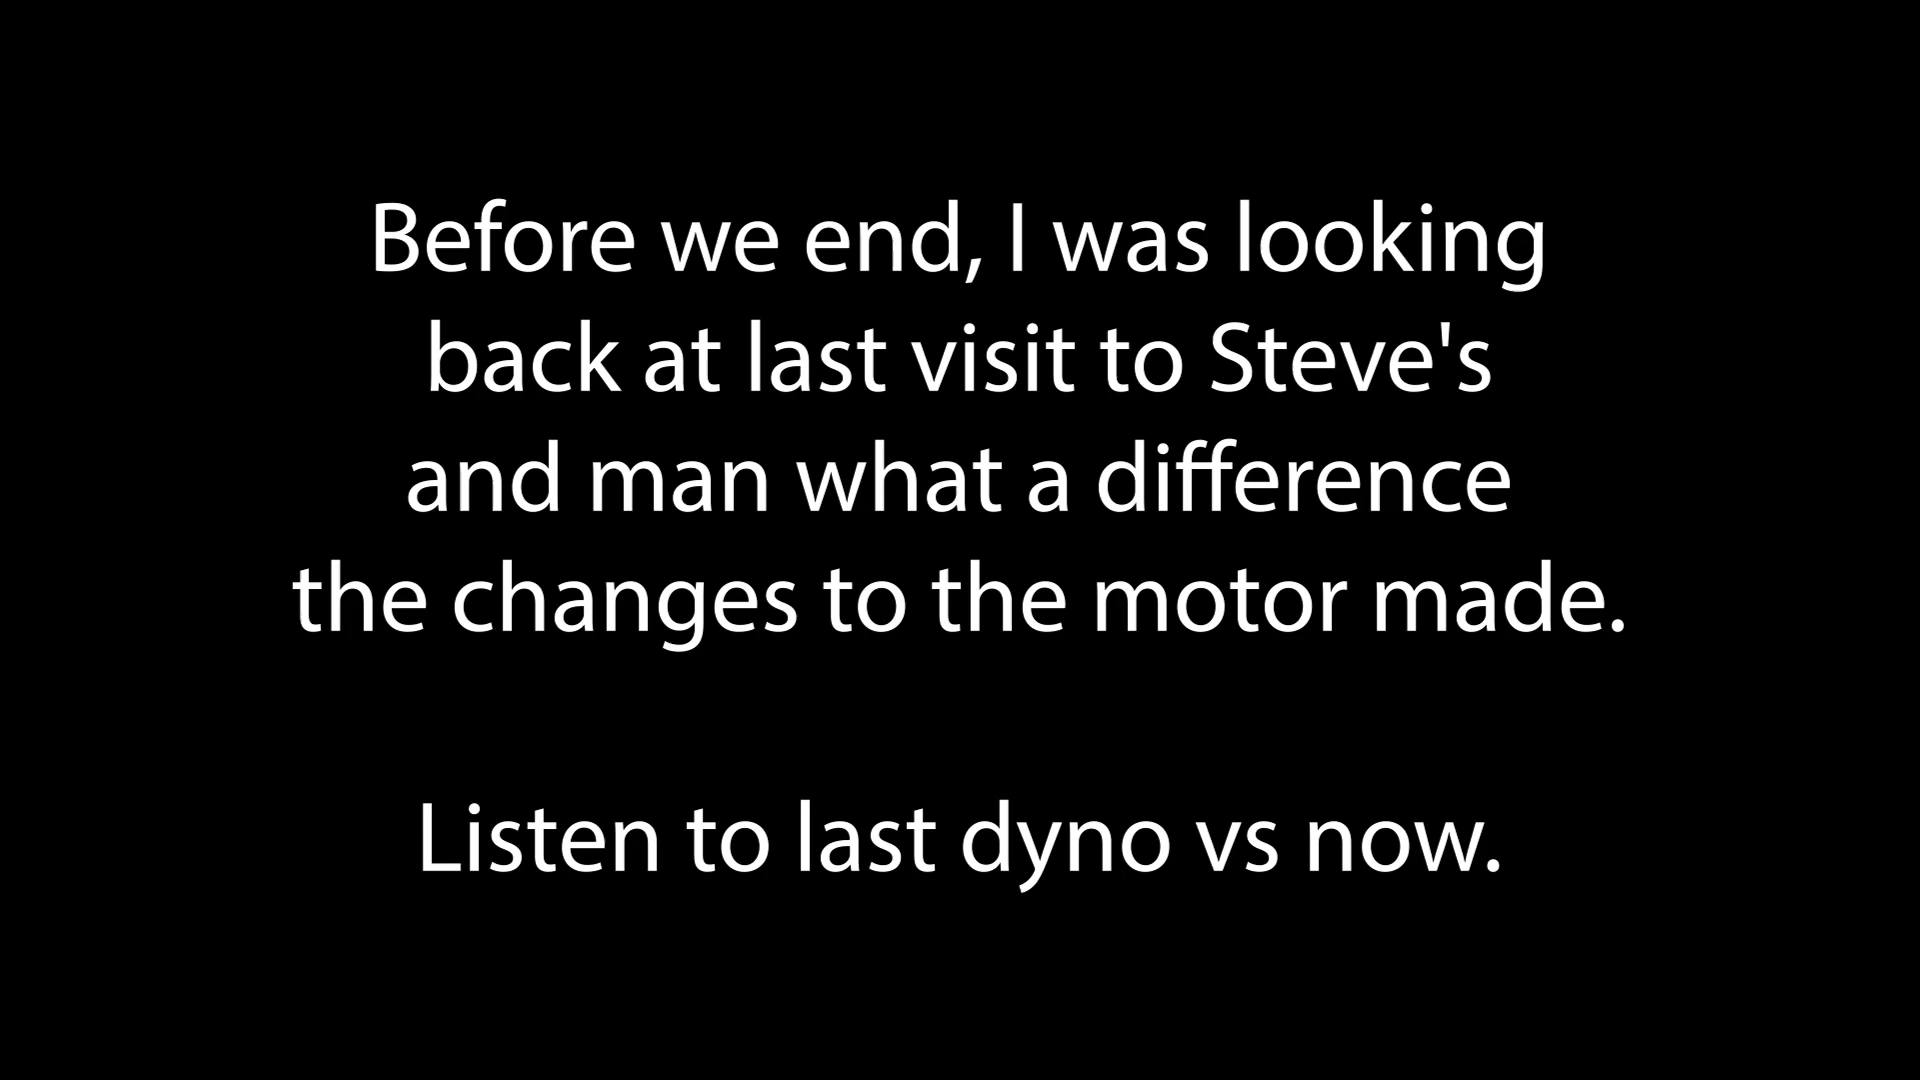 Before we end, I was looking
back at last visit to Steve's
and man what a difference
the changes to the motor made.
Listen to last dyno vs now.